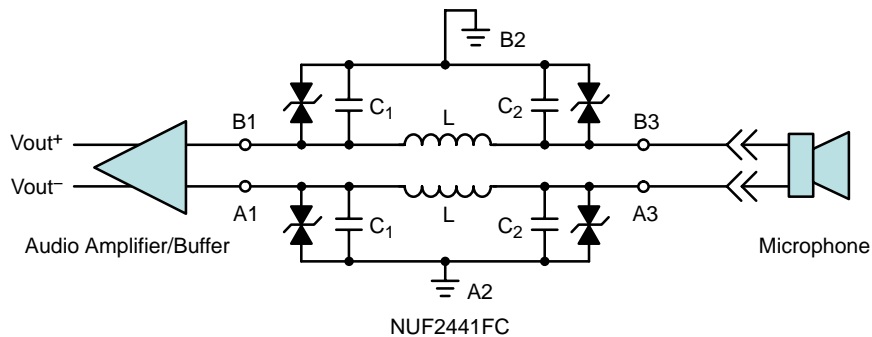 B2
C1
L
C2
B1
B3
Vout+
Vout–
A1
L
A3
C1
C2
Audio Amplifier/Buffer
Microphone
A2
NUF2441FC